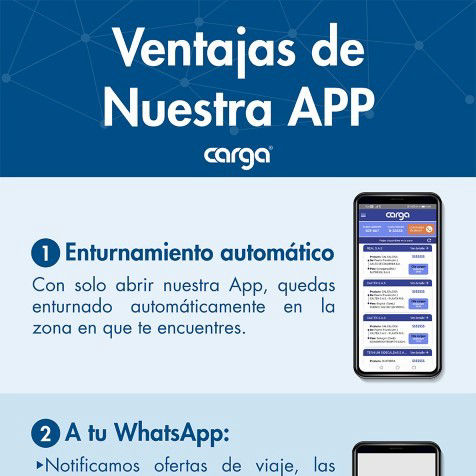 Ventajas de
Nuestra APP
carga
1 Enturnamiento automático
Con solo abrir nuestra App, quedas
enturnado automáticamente en la
zona en que te encuentres.
carga
2 A tu WhatsApp:
▸Notificamos ofertas de viaje, las